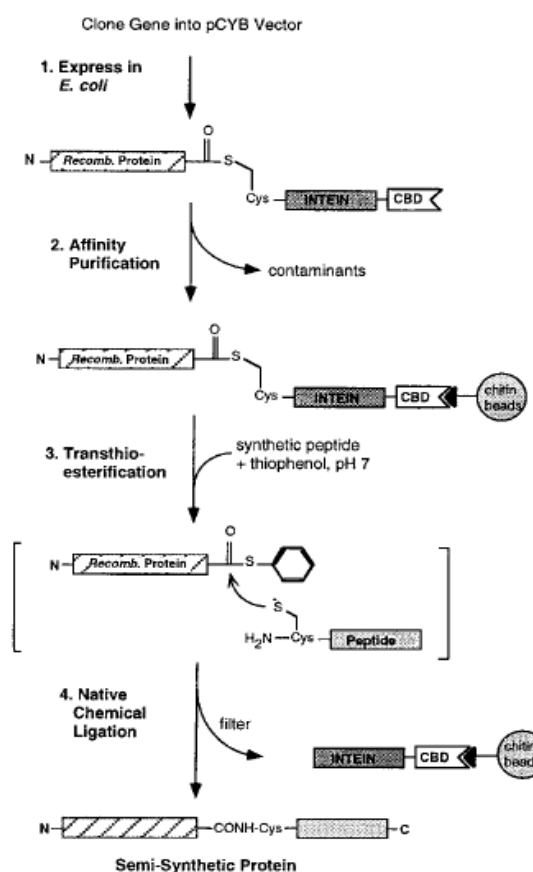 Clone Gene into pCYB Vector
1. Express in
E. coli
O
N
Recomb. Protein
S
Cys
INTEIN
CBD
2. Affinity
Purification
contaminants
O
N
Recomb. Protein
S
Cys
INTEIN
CBD
chitin
beads
3. Transthio-
esterification
synthetic peptide
+ thiophenol, pH 7
O
N
Recomb. Protein
S
-
S
H2N
Cys
Peptide
4. Native
Chemical
Ligation
filter
INTEIN
CBD
chitin
beads
N
CONH-Cys
C
Semi-Synthetic Protein